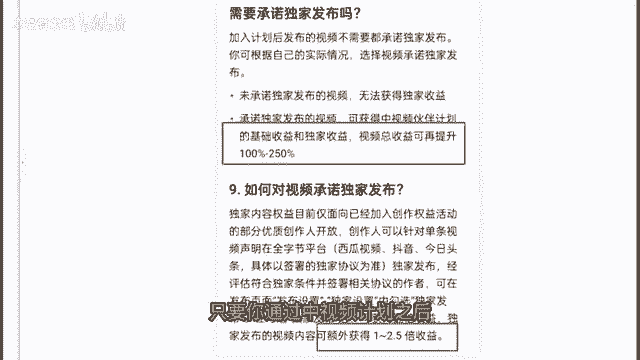 需要承诺独家发布吗?
加入计划后发布的视频不需要都承诺独家发布。
你可根据自己的实际情况，选择视频承诺独家发
布。
• 未承诺独家发布的视频，无法获得独家收益
• 承诺独家发布的视频，可获得中视频伙伴计划
的基础收益和独家收益，视频总收益可再提升
100%-250%
9. 如何对视频承诺独家发布?
独家内容权益目前仅面向已经加入创作权益活动
的部分优质创作人开放，创作人可以针对单条视
频声明在全字节平台（西瓜视频、抖音、今日头
条，具体以签署的独家协议为准）独家发布，经
评估符合独家条件并签署相关协议的作者，可在
只要你通过中视频计划之后
家发布的视频内容可额外获得 1~2.5 倍收益。